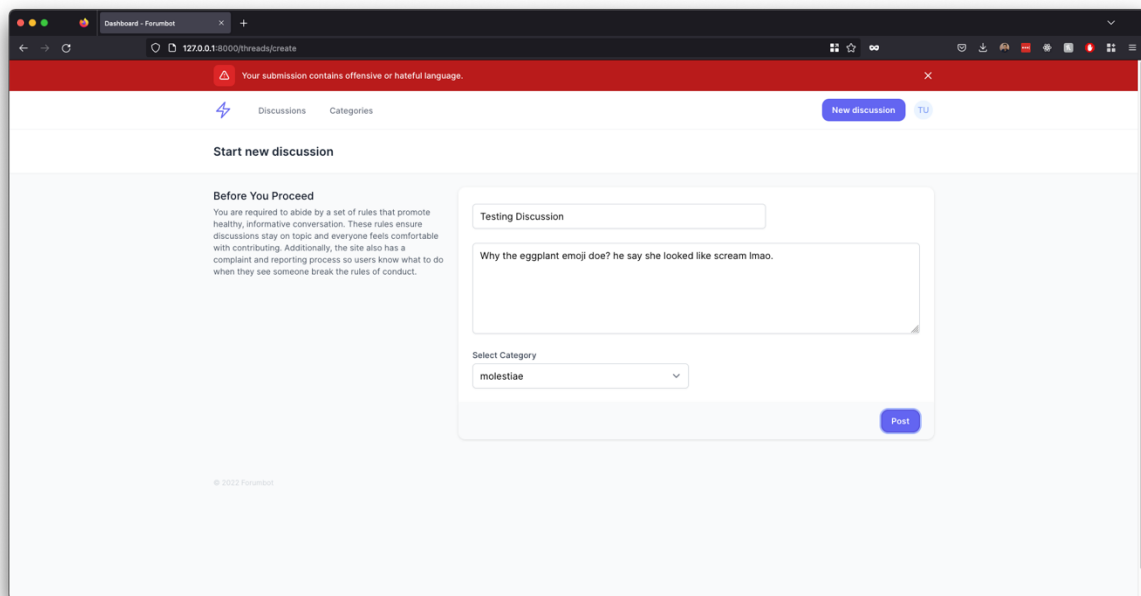 Dashboard - Forumbot
127.0.0.1:8000/threads/create
Your submission contains offensive or hateful language.
Discussions Categories New discussion TU
Start new discussion
Before You Proceed
You are required to abide by a set of rules that promote
healthy, informative conversation. These rules ensure
discussions stay on topic and everyone feels comfortable
with contributing. Additionally, the site also has a
complaint and reporting process so users know what to do
when they see someone break the rules of conduct.
Testing Discussion
Why the eggplant emoji doe? he say she looked like scream lmao.
Select Category
molestiae
Post
© 2022 Forumbot